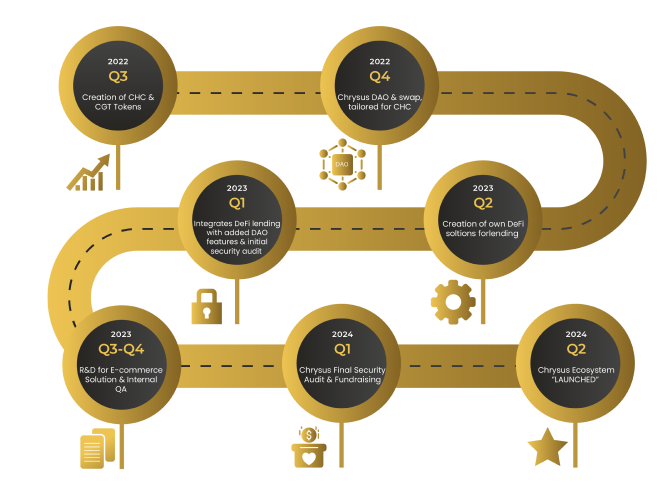 2022
Q3
Creation of CHC &
CGT Tokens
2022
Q4
Chrysus DAO & swap,
tailored for CHC
DAO
2023
Q1
Integrates DeFi lending
with added DAO
features & initial
security audit
2023
Q2
Creation of own DeFi
soltions forlending
2023
Q3-Q4
R&D for E-commerce
Solution & Internal
QA
2024
Q1
Chrysus Final Security
Audit & Fundraising
$
2024
Q2
Chrysus Ecosystem
"LAUNCHED"